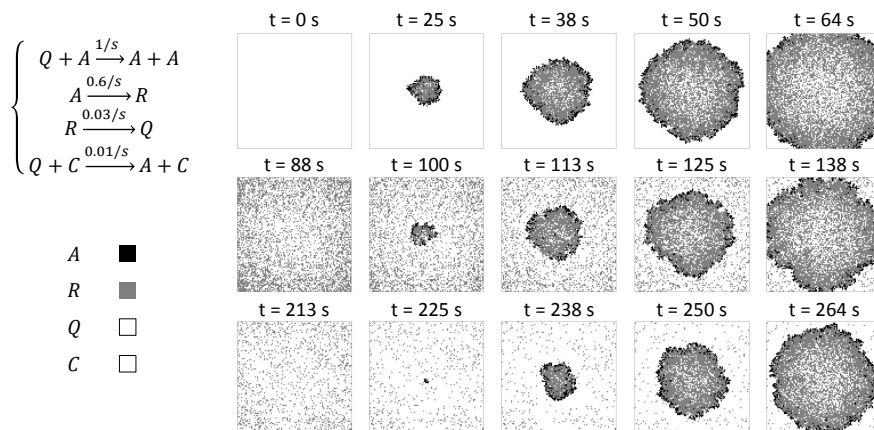 t = 0 s t = 25 s t = 38 s t = 50 s t = 64 s
Q + A 1/s → A + A
A 0.6/s → R
R 0.03/s → Q
Q + C 0.01/s → A + C
t = 88 s t = 100 s t = 113 s t = 125 s t = 138 s
A
R
Q
C
t = 213 s t = 225 s t = 238 s t = 250 s t = 264 s